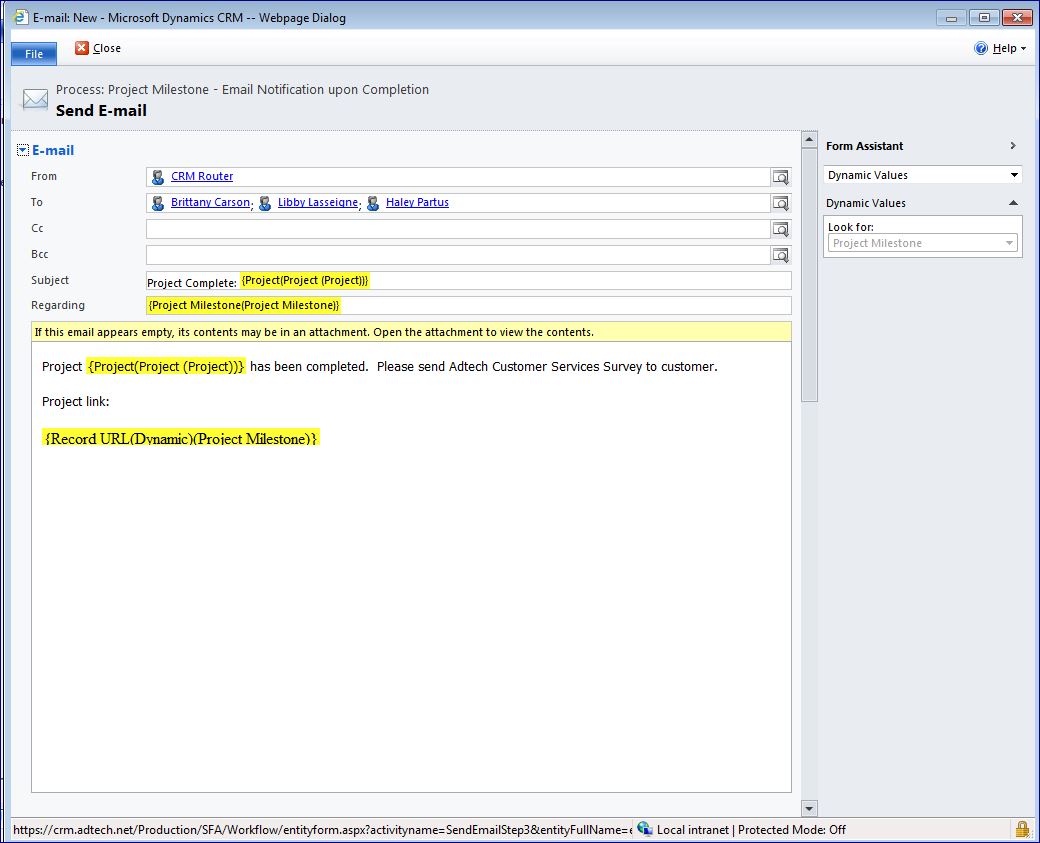 E-mail: New - Microsoft Dynamics CRM -- Webpage Dialog
File Close Help
Process: Project Milestone - Email Notification upon Completion
Send E-mail
E-mail
From CRM Router
To Brittany Carson; Libby Lasseigne; Haley Partus
Cc
Bcc
Subject Project Complete: {Project(Project (Project))}
Regarding {Project Milestone(Project Milestone)}
If this email appears empty, its contents may be in an attachment. Open the attachment to view the contents.
Project {Project(Project (Project))} has been completed.  Please send Adtech Customer Services Survey to customer.
Project link:
{Record URL(Dynamic)(Project Milestone)}
Form Assistant
Dynamic Values
Dynamic Values
Look for:
Project Milestone
https://crm.adtech.net/Production/SFA/Workflow/entityform.aspx?activityname=SendEmailStep3&entityFullName=e Local intranet | Protected Mode: Off